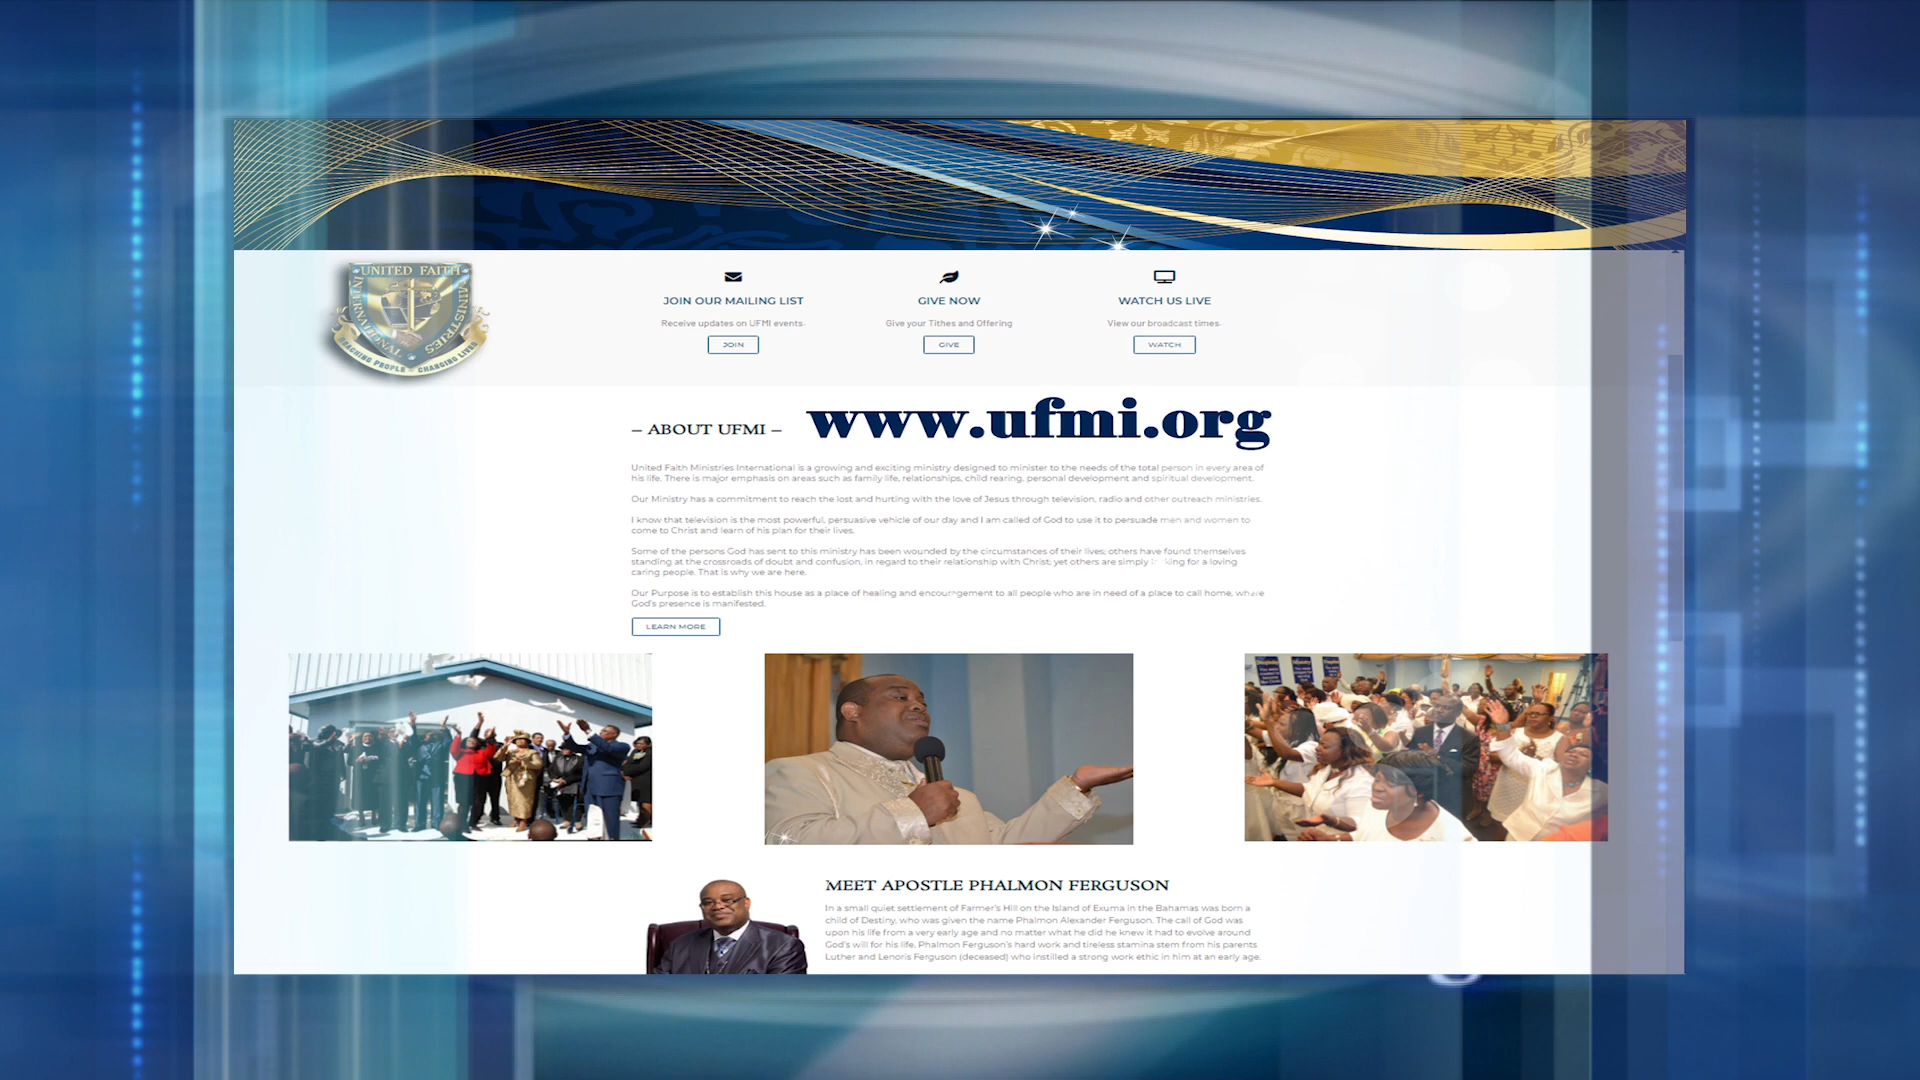 UNITED FAITH
MINISTRIES
INTERNATIONAL
REACHING PEOPLE CHANGING LIVES
JOIN OUR MAILING LIST
Receive updates on UFMI events.
JOIN
GIVE NOW
Give your Tithes and Offering
GIVE
WATCH US LIVE
View our broadcast times.
WATCH
– ABOUT UFMI –
www.ufmi.org
United Faith Ministries International is a growing and exciting ministry designed to minister to the needs of the total person in every area of
his life. There is major emphasis on areas such as family life, relationships, child rearing, personal development and spiritual development.
Our Ministry has a commitment to reach the lost and hurting with the love of Jesus through television, radio and other outreach ministries.
I know that television is the most powerful, persuasive vehicle of our day and I am called of God to use it to persuade men and women to
come to Christ and learn of his plan for their lives.
Some of the persons God has sent to this ministry has been wounded by the circumstances of their lives; others have found themselves
standing at the crossroads of doubt and confusion, in regard to their relationship with Christ; yet others are simply looking for a loving
caring people. That is why we are here.
Our Purpose is to establish this house as a place of healing and encouragement to all people who are in need of a place to call home, where
God's presence is manifested.
LEARN MORE
MEET APOSTLE PHALMON FERGUSON
In a small quiet settlement of Farmer's Hill on the Island of Exuma in the Bahamas was born a
child of Destiny, who was given the name Phalmon Alexander Ferguson. The call of God was
upon his life from a very early age and no matter what he did he knew it had to evolve around
God's will for his life. Phalmon Ferguson's hard work and tireless stamina stem from his parents
Luther and Lenoris Ferguson (deceased) who instilled a strong work ethic in him at an early age.